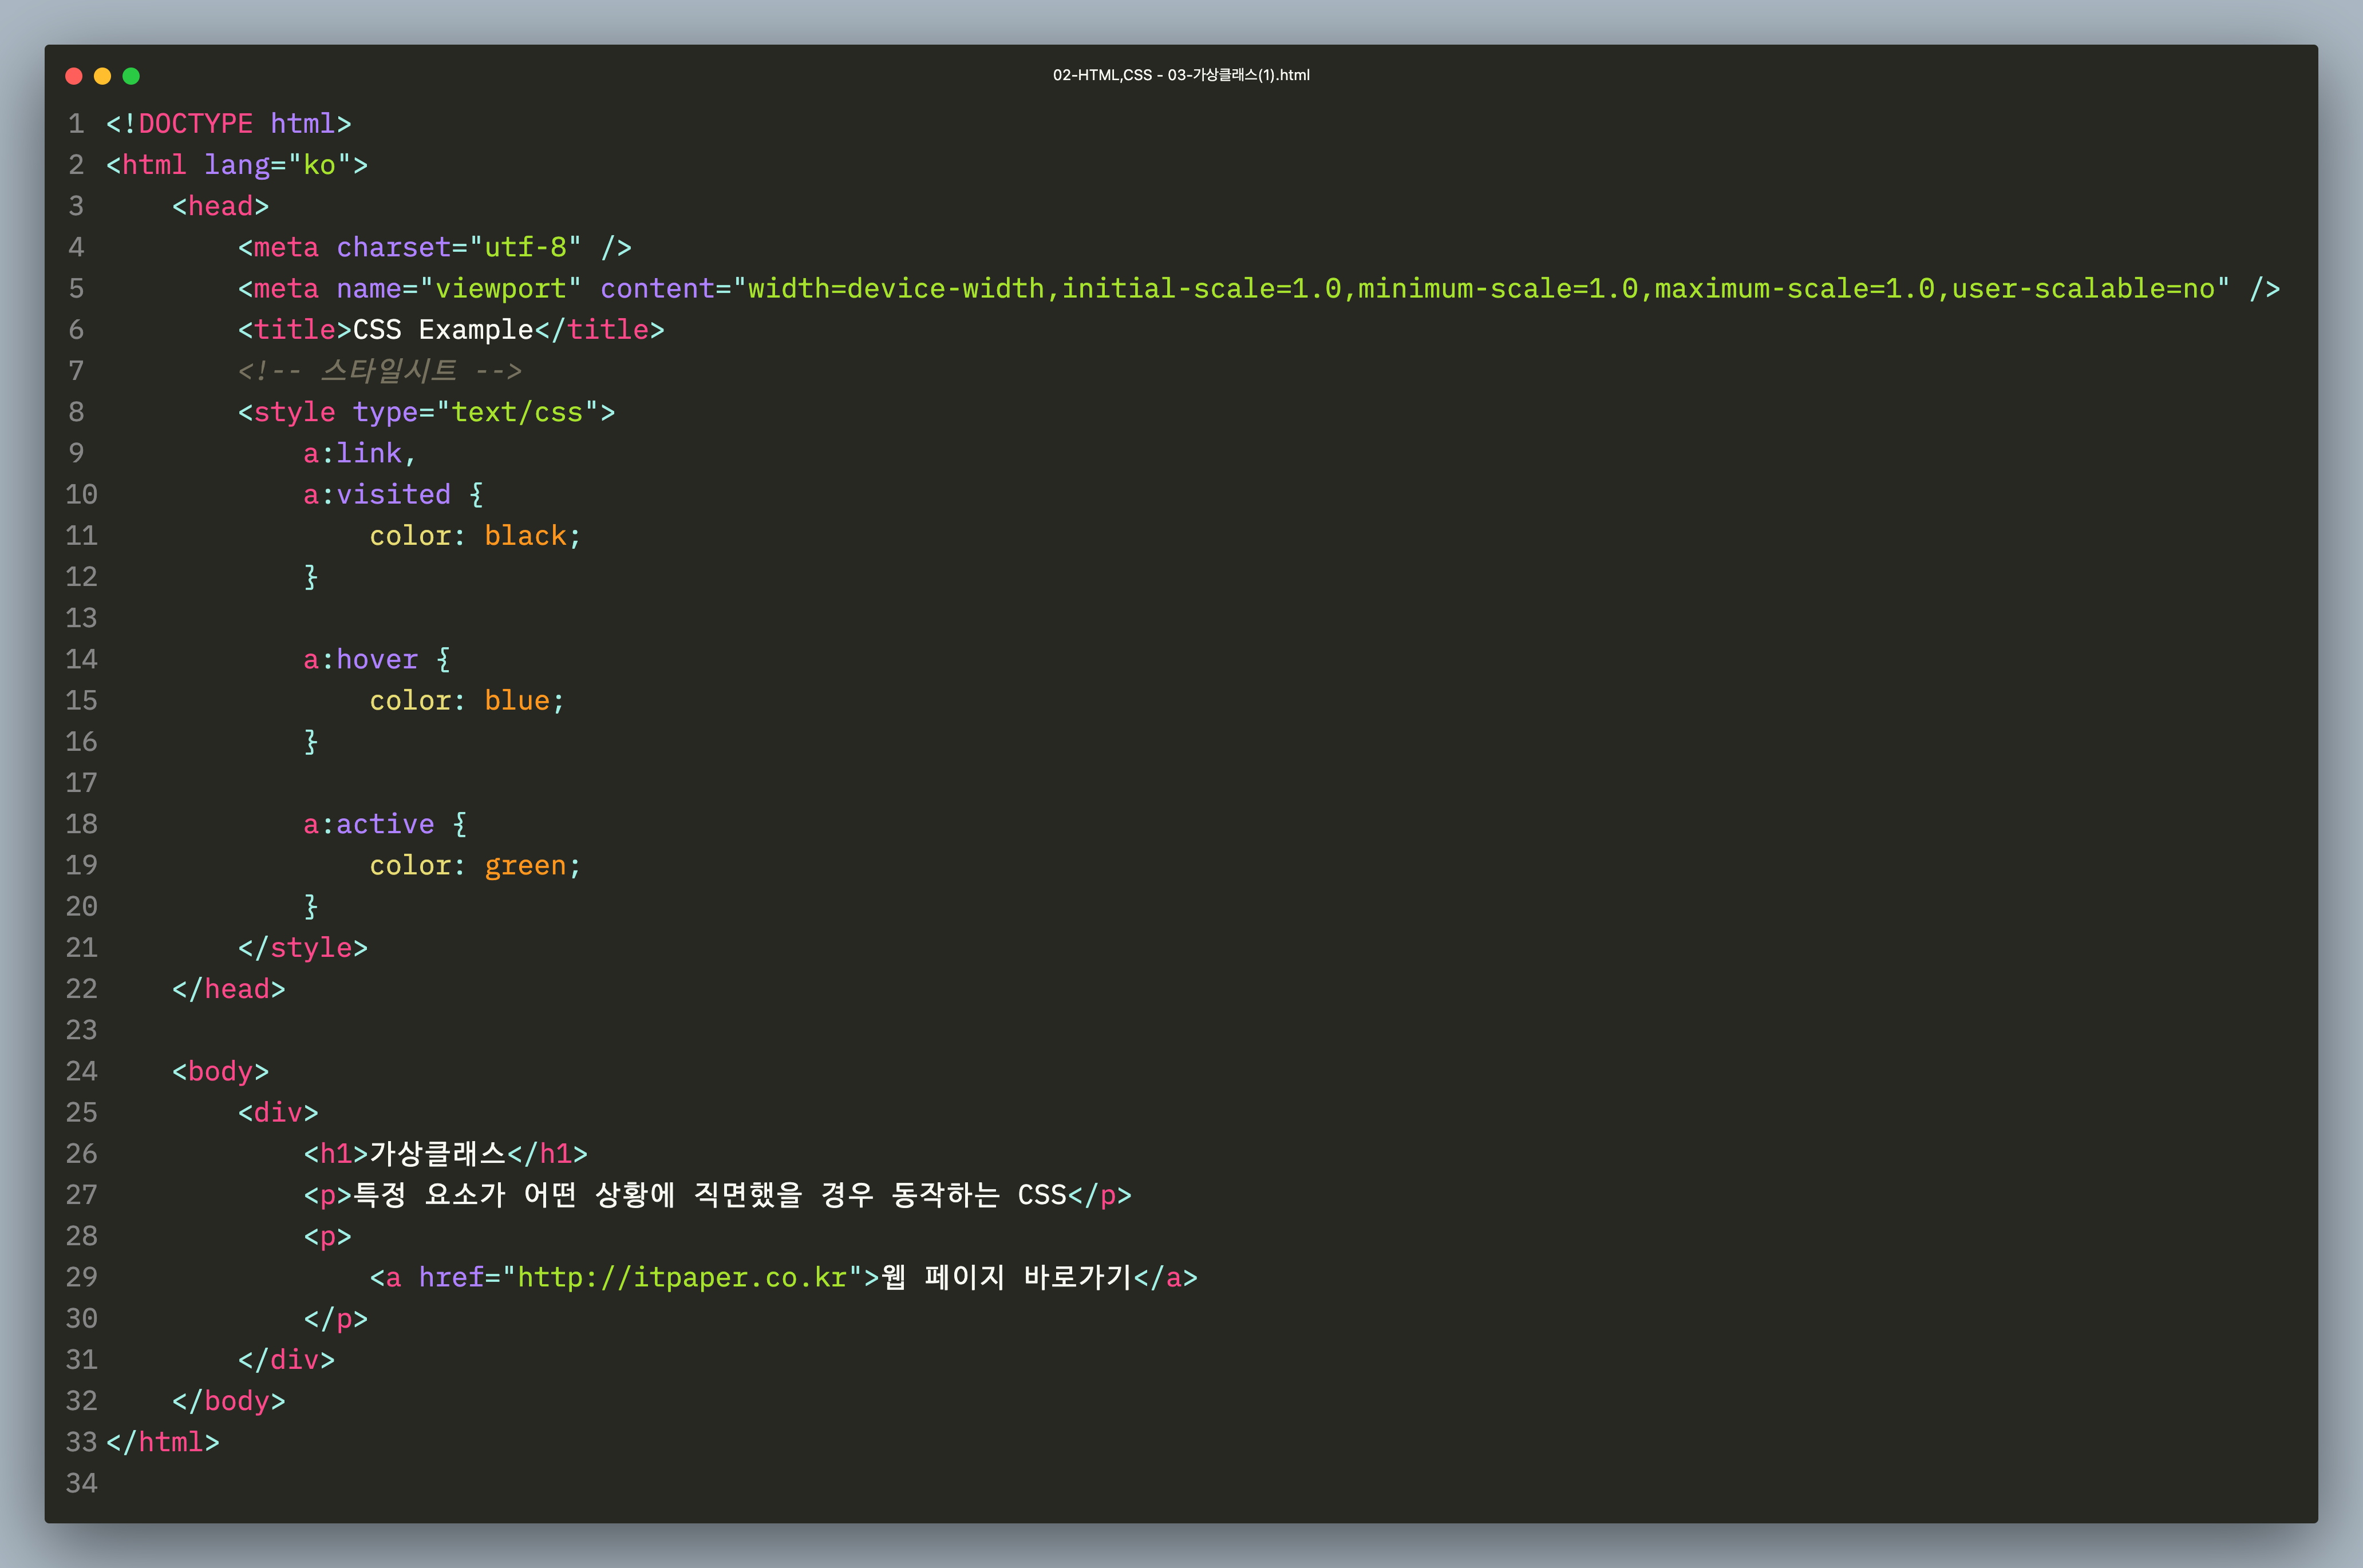 02-HTML,CSS - 03-가상클래스(1).html
1 <!DOCTYPE html>
2 <html lang="ko">
3     <head>
4         <meta charset="utf-8" />
5         <meta name="viewport" content="width=device-width,initial-scale=1.0,minimum-scale=1.0,maximum-scale=1.0,user-scalable=no" />
6         <title>CSS Example</title>
7         <!-- 스타일시트 -->
8         <style type="text/css">
9             a:link,
10             a:visited {
11                 color: black;
12             }
13
14             a:hover {
15                 color: blue;
16             }
17
18             a:active {
19                 color: green;
20             }
21         </style>
22     </head>
23
24     <body>
25         <div>
26             <h1>가상클래스</h1>
27             <p>특정 요소가 어떤 상황에 직면했을 경우 동작하는 CSS</p>
28             <p>
29                 <a href="http://itpaper.co.kr">웹 페이지 바로가기</a>
30             </p>
31         </div>
32     </body>
33 </html>
34